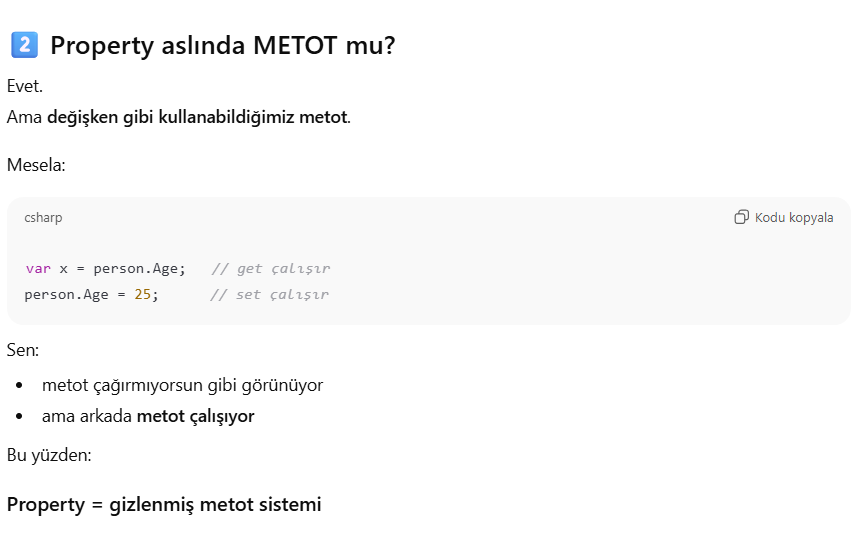 2 Property aslında METOT mu?
Evet.
Ama değişken gibi kullanabildiğimiz metot.
Mesela:
csharp Kodu kopyala
var x = person.Age; // get çalışır
person.Age = 25; // set çalışır
Sen:
• metot çağırmıyorsun gibi görünüyor
• ama arkada metot çalışıyor
Bu yüzden:
Property = gizlenmiş metot sistemi